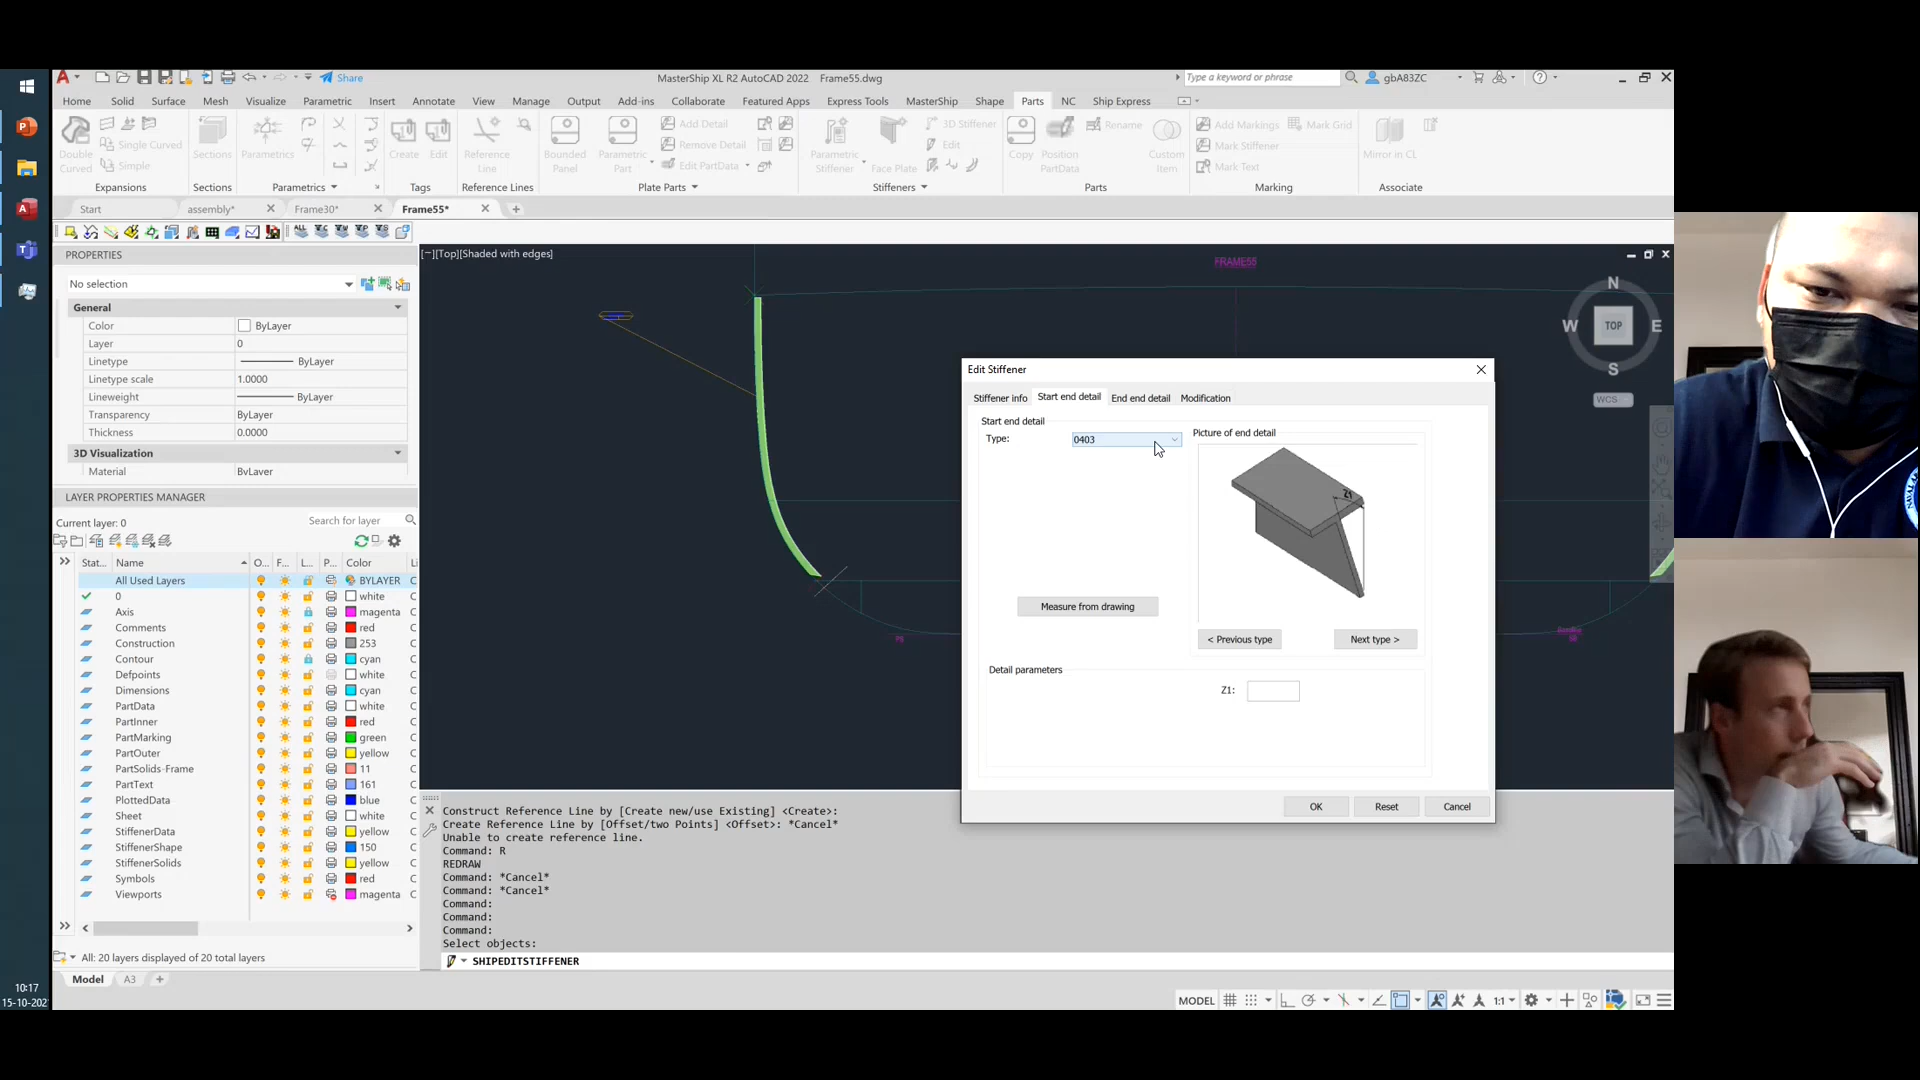 Share
MasterShip XL R2 AutoCAD 2022 Frame55.dwg
Type a keyword or phrase
gbA83ZC
Home Solid Surface Mesh Visualize Parametric Insert Annotate View Manage Output Add-ins Collaborate Featured Apps Express Tools MasterShip Shape Parts NC Ship Express
Double Curved
Single Curved
Simple
Sections
Parametrics
Create
Edit
Reference Line
Bounded Panel
Parametric Part
Add Detail
Remove Detail
Edit PartData
Parametric Stiffener
Face Plate
3D Stiffener
Edit
Copy
Position PartData
Rename
Custom Item
Add Markings
Mark Grid
Mark Stiffener
Mark Text
Mirror in CL
Expansions Sections Parametrics Tags Reference Lines Plate Parts Stiffeners Parts Marking Associate
Start assembly* Frame30* Frame55*
ALL
PROPERTIES
No selection
General
Color ByLayer
Layer 0
Linetype ByLayer
Linetype scale 1.0000
Lineweight ByLayer
Transparency ByLayer
Thickness 0.0000
3D Visualization
Material ByLayer
[−][Top][Shaded with edges]
FRAME55
N
W TOP E
S
WCS
PS
LAYER PROPERTIES MANAGER
Current layer: 0
Search for layer
Stat... Name O... F... L... P... Color Li
All Used Layers BYLAYER C
0 white C
Axis magenta C
Comments red C
Construction 253 C
Contour cyan C
Defpoints white C
Dimensions cyan C
PartData white C
PartInner red C
PartMarking green C
PartOuter yellow C
PartSolids-Frame 11 C
PartText 161 C
PlottedData blue C
Sheet white C
StiffenerData yellow C
StiffenerShape 150 C
StiffenerSolids yellow C
Symbols red C
Viewports magenta C
All: 20 layers displayed of 20 total layers
Model A3
Edit Stiffener
Stiffener info Start end detail End end detail Modification
Start end detail
Type: 0403
Picture of end detail
Z1
Measure from drawing
< Previous type Next type >
Detail parameters
Z1:
OK Reset Cancel
Construct Reference Line by [Create new/use Existing] <Create>:
Create Reference Line by [Offset/two Points] <Offset>: *Cancel*
Unable to create reference line.
Command: R
REDRAW
Command: *Cancel*
Command: *Cancel*
Command:
Command:
Command:
Select objects:
SHIPEDITSTIFFENER
MODEL 1:1
10:17
15-10-202